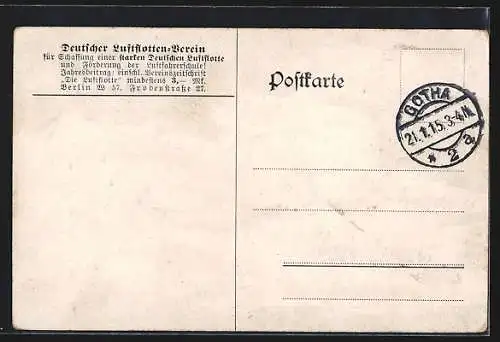 Deutscher Luftflotten-Verein
für Schaffung einer starken Deutschen Luftflotte
und Förderung der Luftfahrerschule!
Jahresbeitrag: einschl. Vereinszeitschrift
„Die Luftflotte“ mindestens 3,— Mk.
Berlin W 57. Frobenstraße 27.
Postkarte
GOTHA
21.1.15.3-4N.
* 2 a